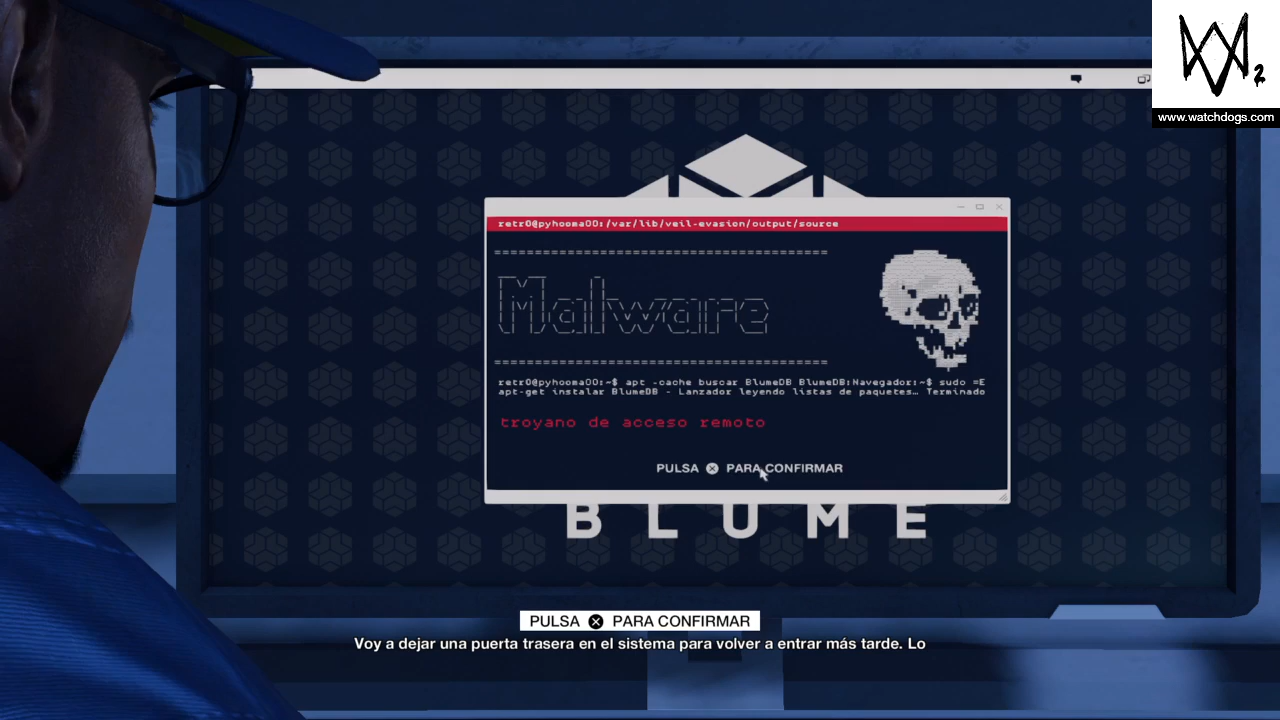 2
www.watchdogs.com
retr0@pyhooma00:/var/lib/veil-evasion/output/source
========================================
Malware
========================================
retr0@pyhooma00:~$ apt -cache buscar BlumeDB BlumeDB:Navegador:~$ sudo =E
apt-get instalar BlumeDB - Lanzador leyendo listas de paquetes… Terminado
troyano de acceso remoto
PULSA ⊗ PARA CONFIRMAR
BLUME
PULSA ⊗ PARA CONFIRMAR
Voy a dejar una puerta trasera en el sistema para volver a entrar más tarde. Lo